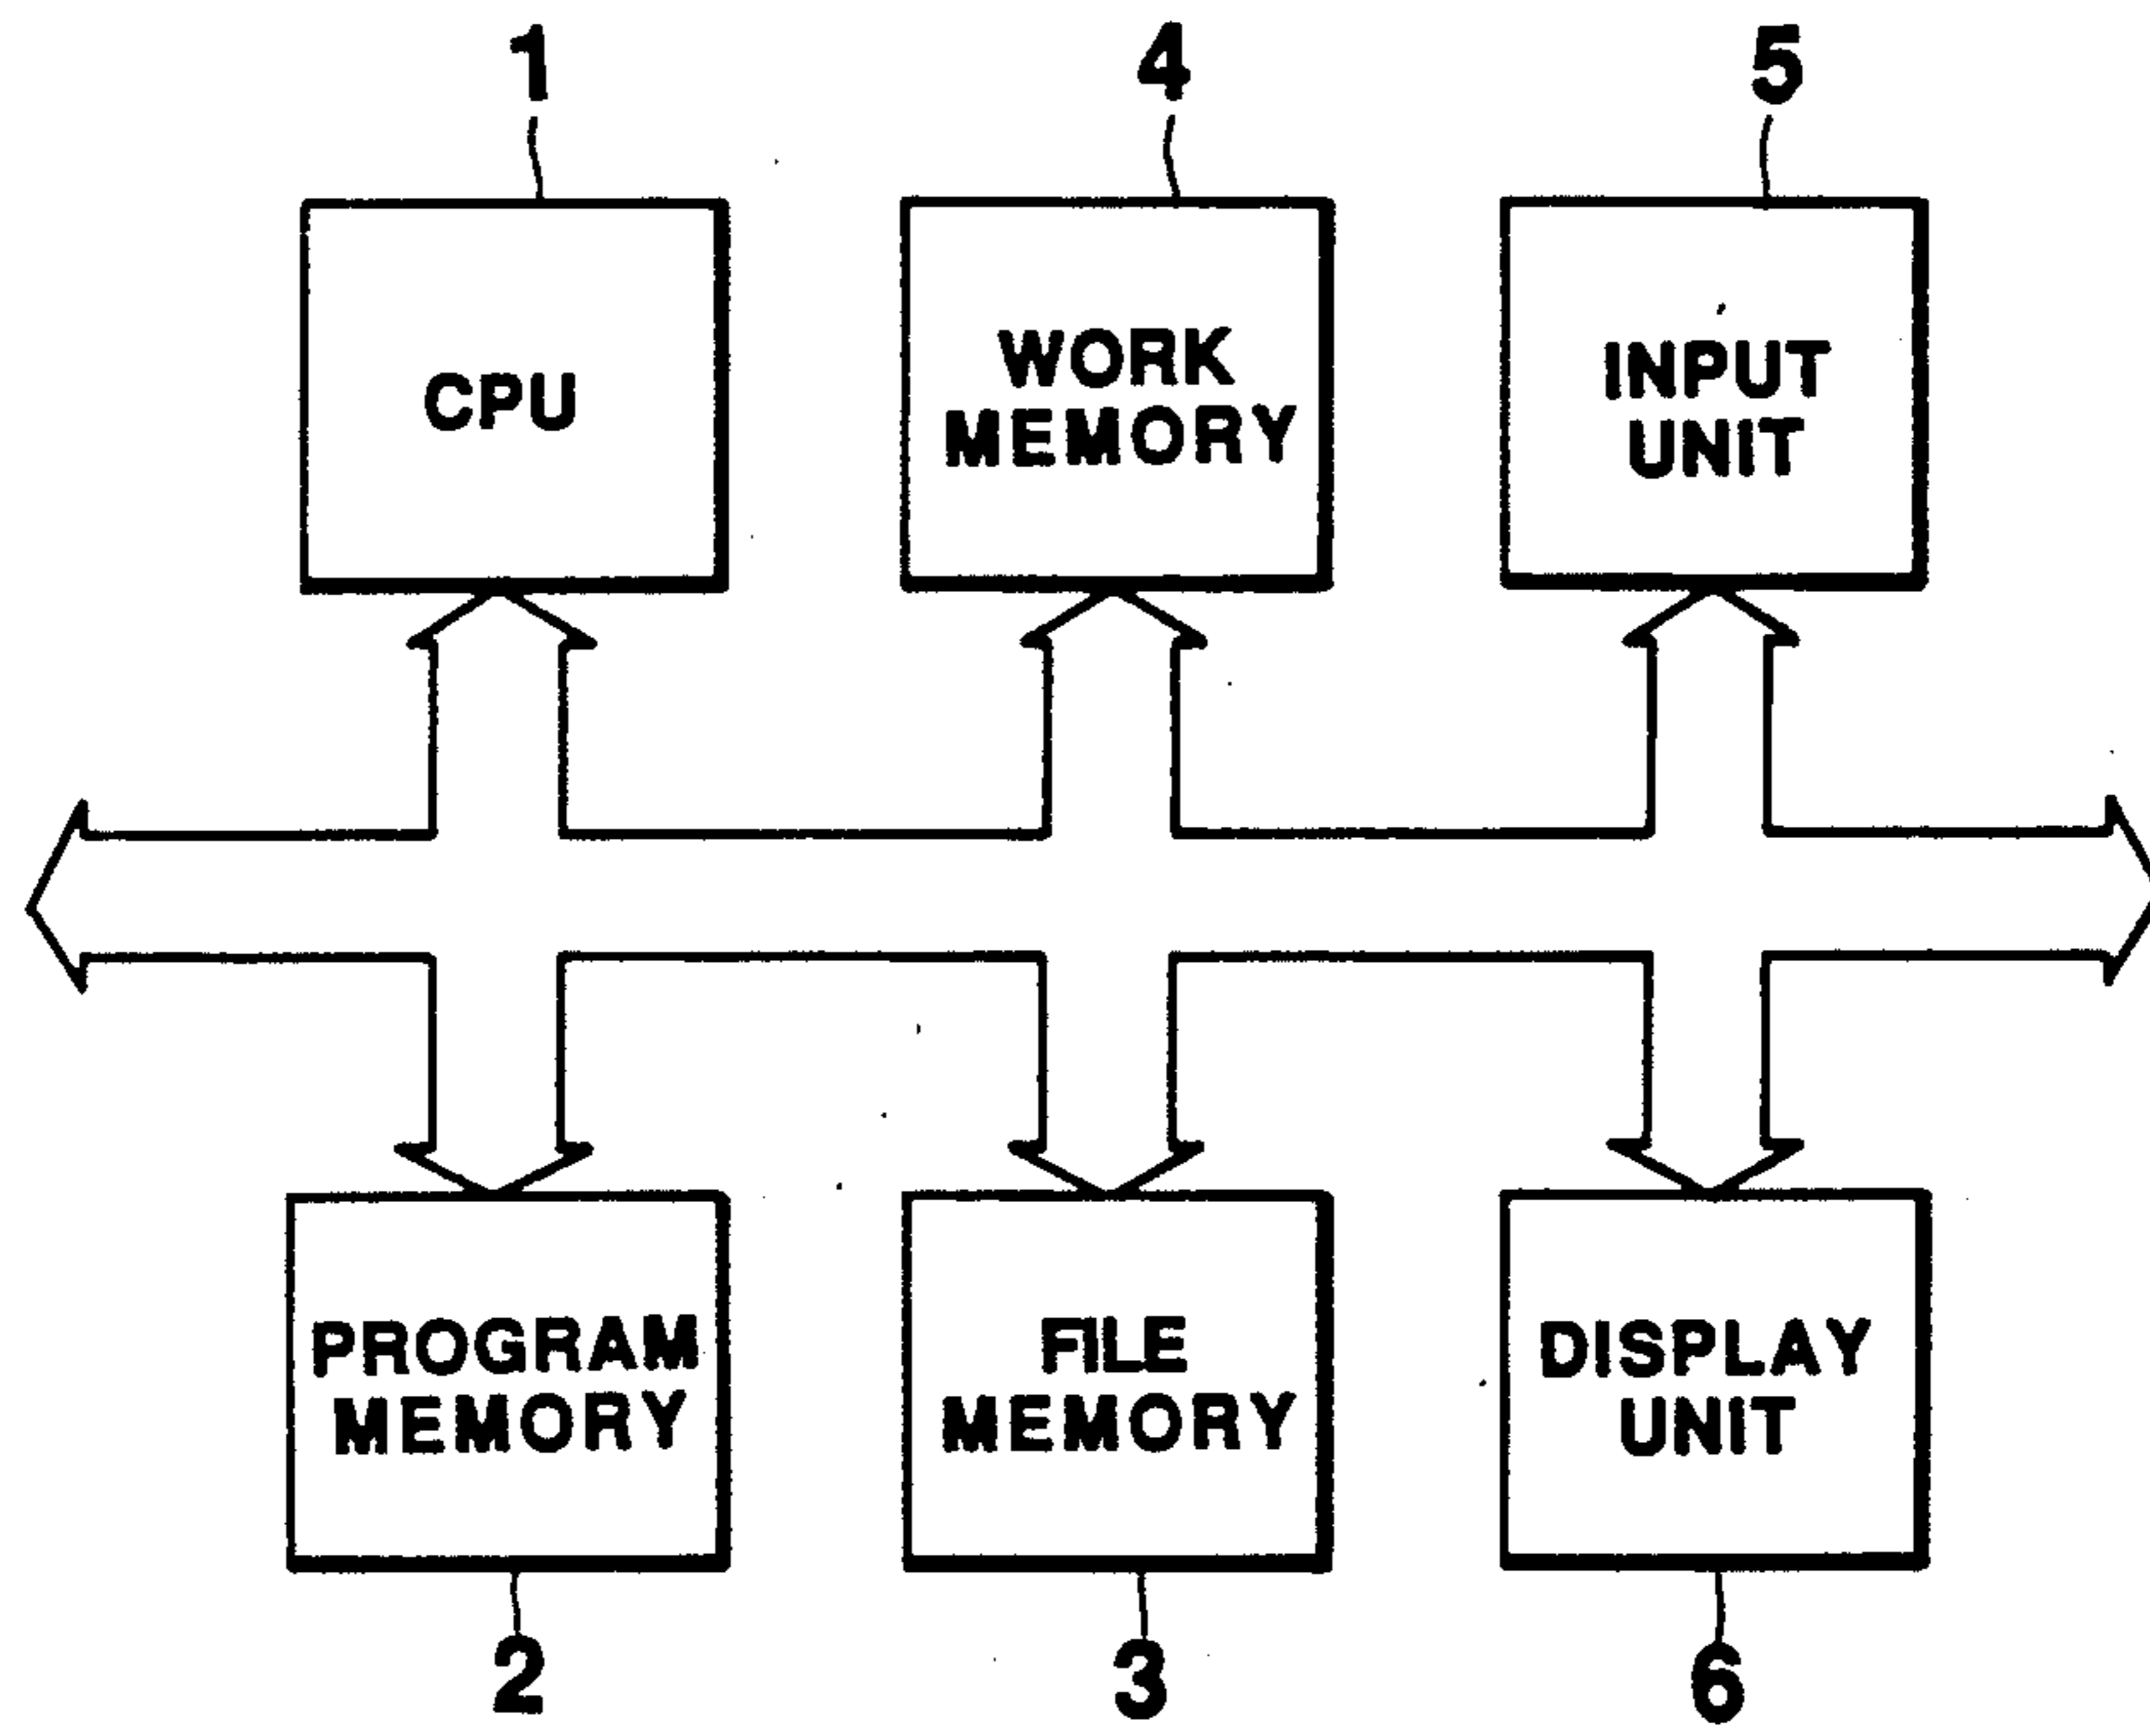 1
4
5
CPU
WORK
MEMORY
INPUT
UNIT
PROGRAM
MEMORY
FILE
MEMORY
DISPLAY
UNIT
2
3
6